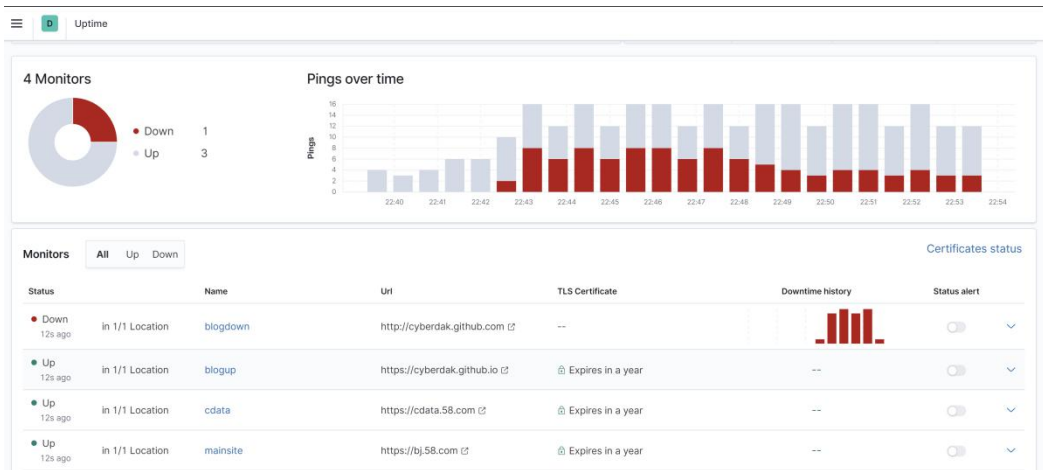 D Uptime
4 Monitors
Down 1
Up 3
Pings over time
Pings
16
14
12
10
8
6
4
2
0
22:40 22:41 22:42 22:43 22:44 22:45 22:46 22:47 22:48 22:49 22:50 22:51 22:52 22:53 22:54
Monitors All Up Down Certificates status
Status Name Url TLS Certificate Downtime history Status alert
Down in 1/1 Location blogdown http://cyberdak.github.com --
12s ago
Up in 1/1 Location blogup https://cyberdak.github.io Expires in a year --
12s ago
Up in 1/1 Location cdata https://cdata.58.com Expires in a year --
12s ago
Up in 1/1 Location mainsite https://bj.58.com Expires in a year --
12s ago